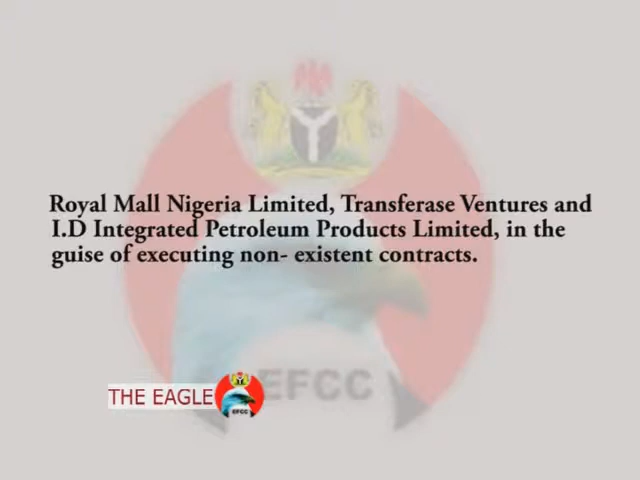 Royal Mall Nigeria Limited, Transferase Ventures and
I.D Integrated Petroleum Products Limited, in the
guise of executing non- existent contracts.
EFCC
THE EAGLE
EFCC